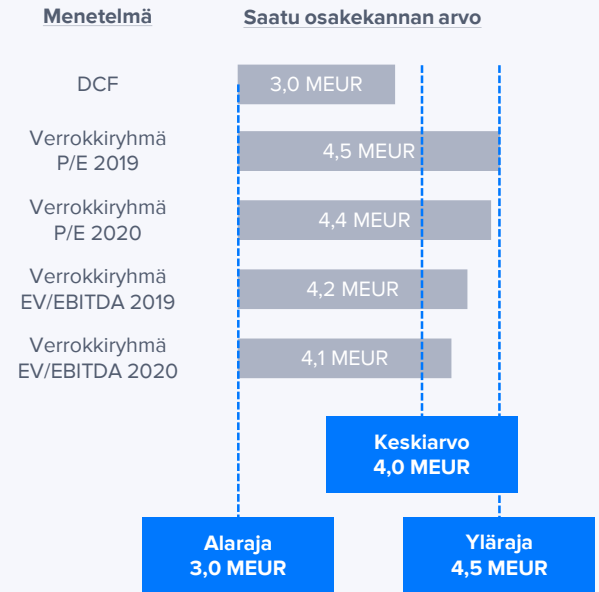 Menetelmä
Saatu osakekannan arvo
DCF
3,0 MEUR
Verrokkiryhmä
P/E 2019
4,5 MEUR
Verrokkiryhmä
P/E 2020
4,4 MEUR
Verrokkiryhmä
EV/EBITDA 2019
4,2 MEUR
Verrokkiryhmä
EV/EBITDA 2020
4,1 MEUR
Keskiarvo
4,0 MEUR
Alaraja
3,0 MEUR
Yläraja
4,5 MEUR